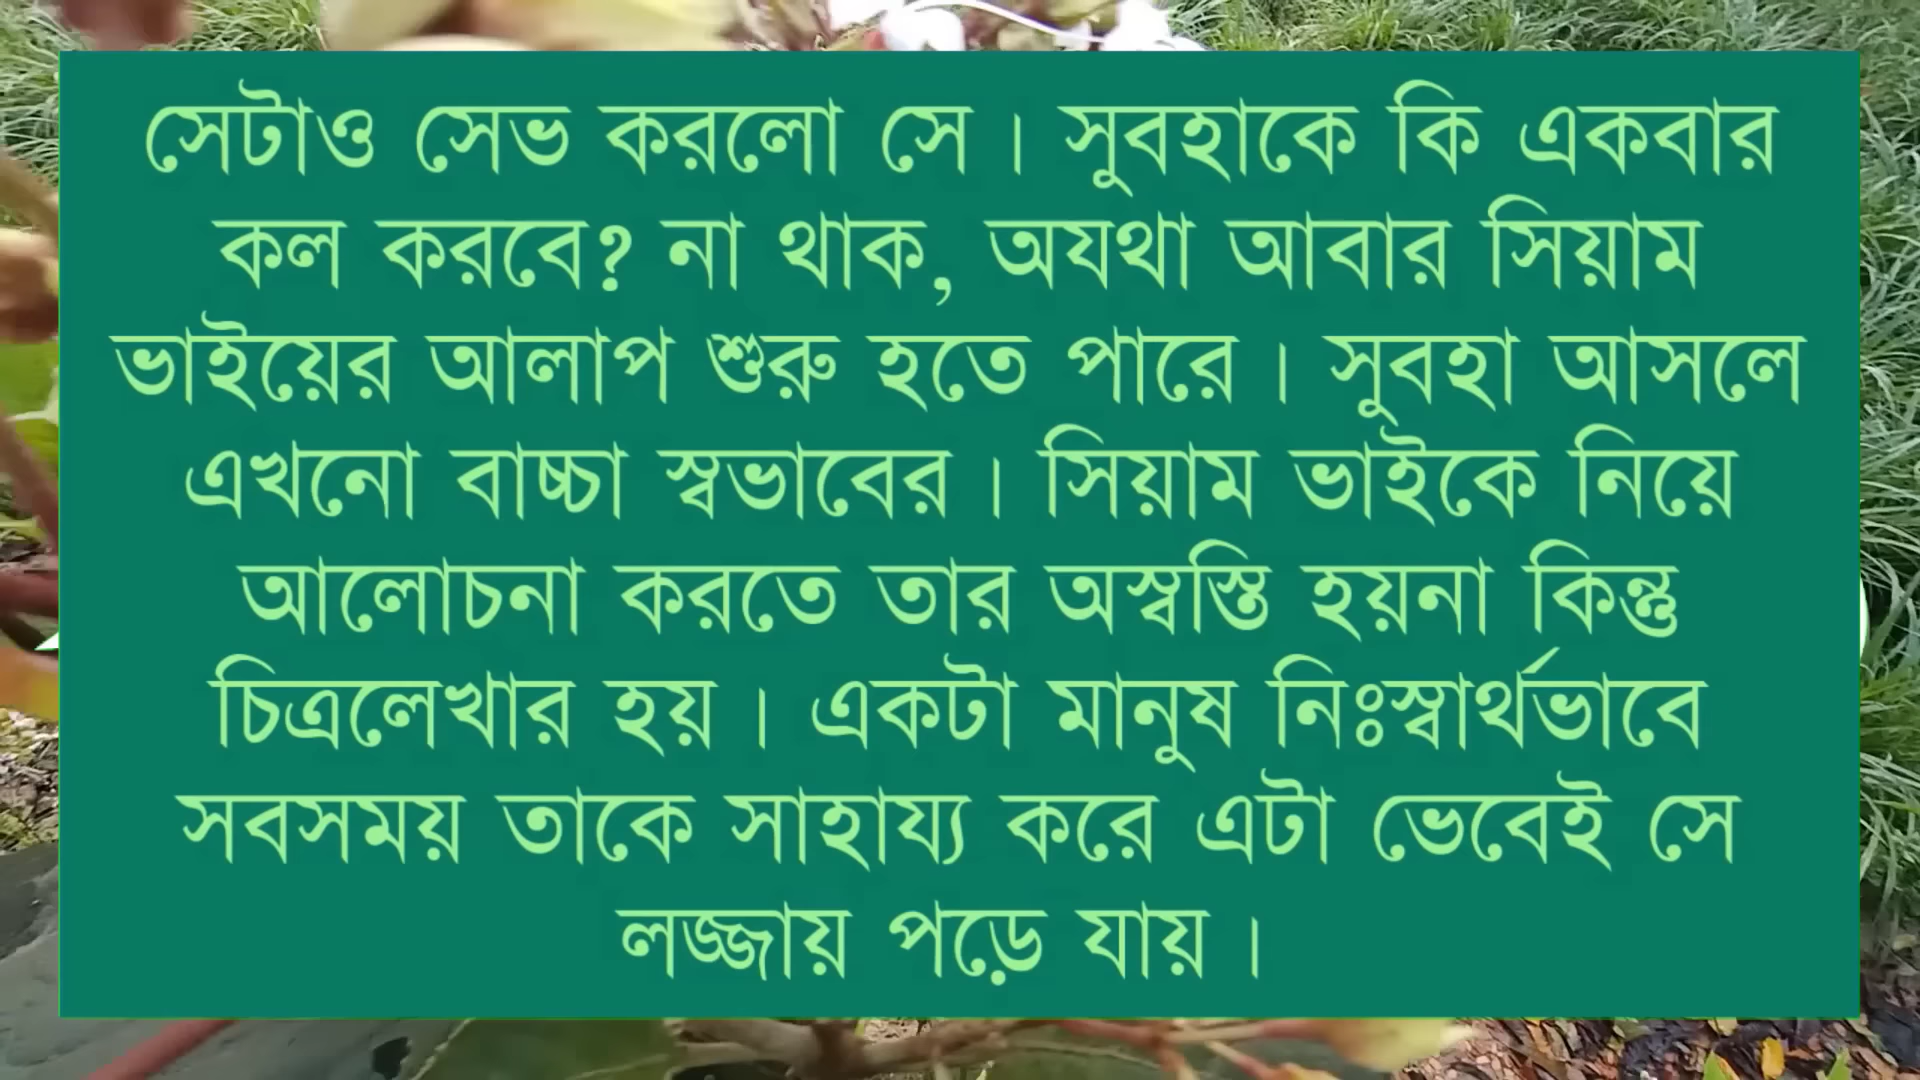 সেটাও সেভ করলো সে। সুবহাকে কি একবার
কল করবে? না থাক, অযথা আবার সিয়াম
ভাইয়ের আলাপ শুরু হতে পারে। সুবহা আসলে
এখনো বাচ্চা স্বভাবের। সিয়াম ভাইকে নিয়ে
আলোচনা করতে তার অস্বস্তি হয়না কিন্তু
চিত্রলেখার হয়। একটা মানুষ নিঃস্বার্থভাবে
সবসময় তাকে সাহায্য করে এটা ভেবেই সে
লজ্জায় পড়ে যায়।